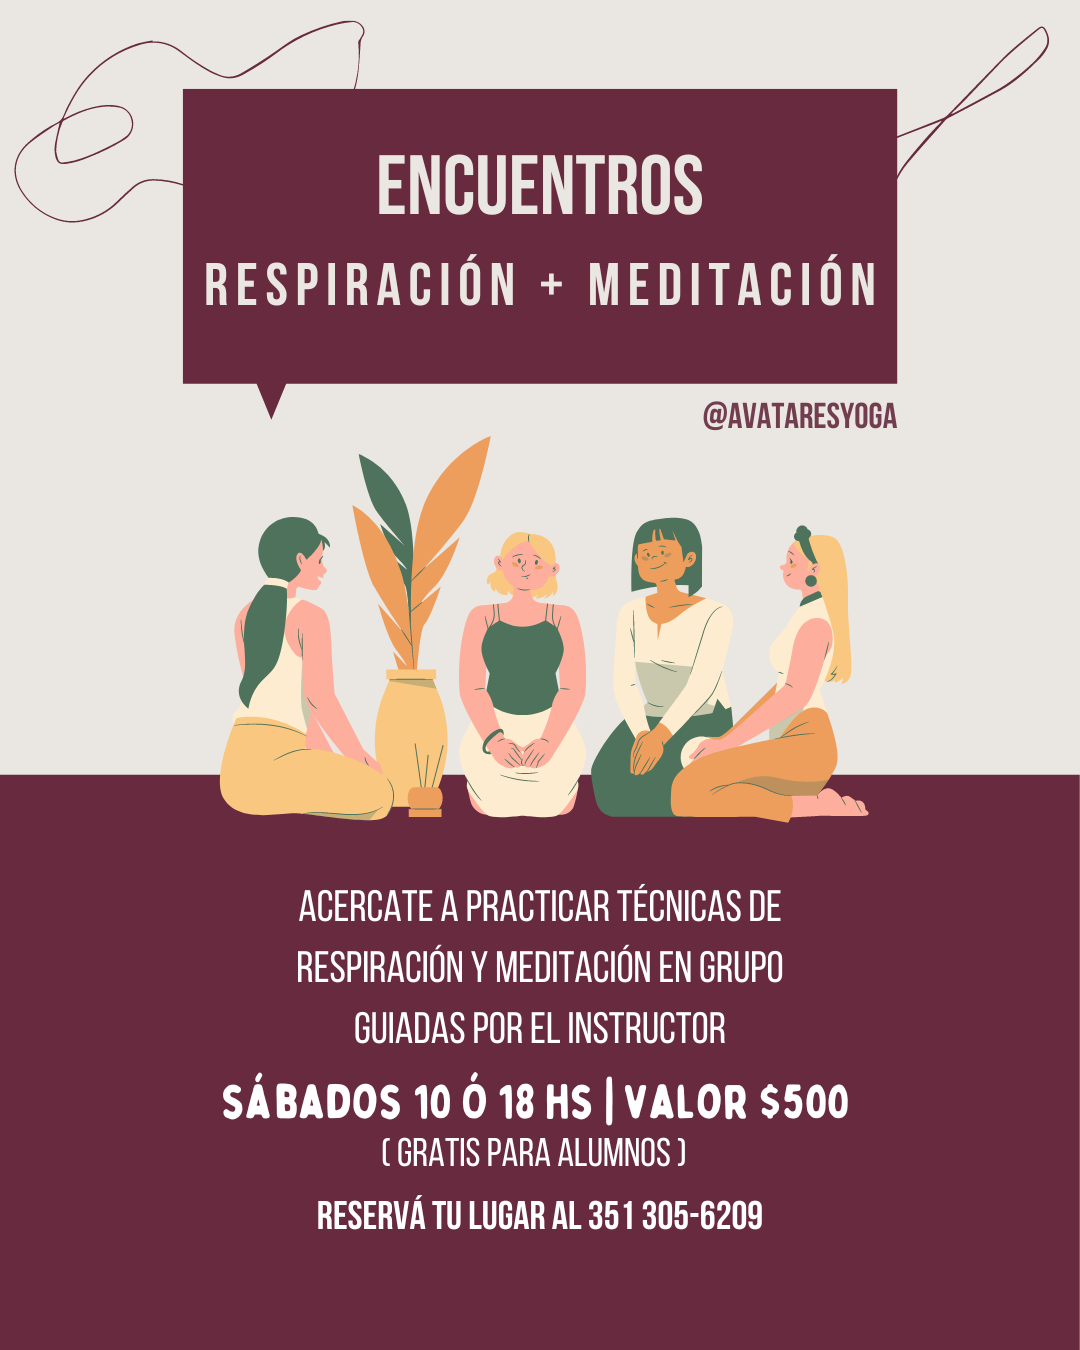 ENCUENTROS
RESPIRACIÓN + MEDITACIÓN
@AVATARESYOGA
ACERCATE A PRACTICAR TÉCNICAS DE
RESPIRACIÓN Y MEDITACIÓN EN GRUPO
GUIADAS POR EL INSTRUCTOR
SÁBADOS 10 Ó 18 HS | VALOR $500
( GRATIS PARA ALUMNOS )
RESERVÁ TU LUGAR AL 351 305-6209